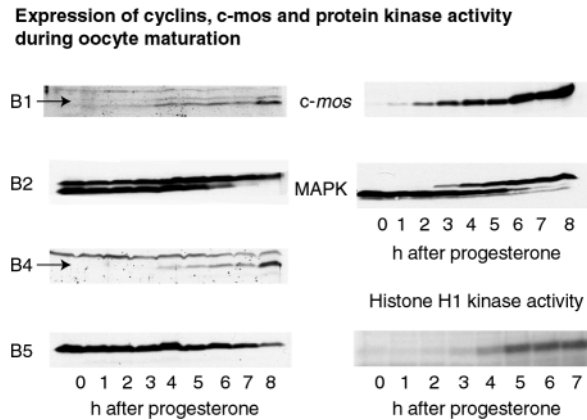 Expression of cyclins, c-mos and protein kinase activity
during oocyte maturation
B1
B2
B4
B5
0 1 2 3 4 5 6 7 8
h after progesterone
c-mos
MAPK
0 1 2 3 4 5 6 7 8
h after progesterone
Histone H1 kinase activity
0 1 2 3 4 5 6 7
h after progesterone